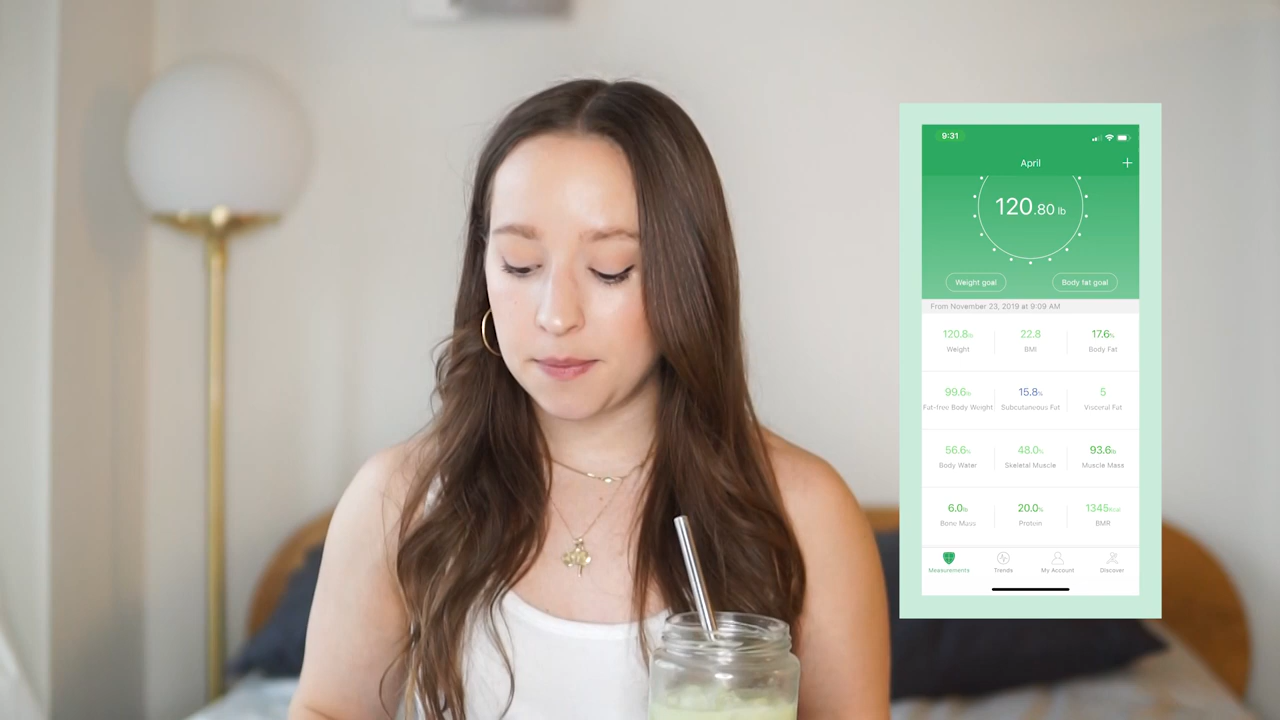 9:31
April
120.80 lb
Weight goal
Body fat goal
From November 23, 2019 at 9:09 AM
120.8lb 22.8 17.6%
Weight BMI Body Fat
99.6lb 15.8% 5
Fat-free Body Weight Subcutaneous Fat Visceral Fat
56.6% 48.0% 93.6lb
Body Water Skeletal Muscle Muscle Mass
6.0lb 20.0% 1345kcal
Bone Mass Protein BMR
Measurements Trends My Account Discover